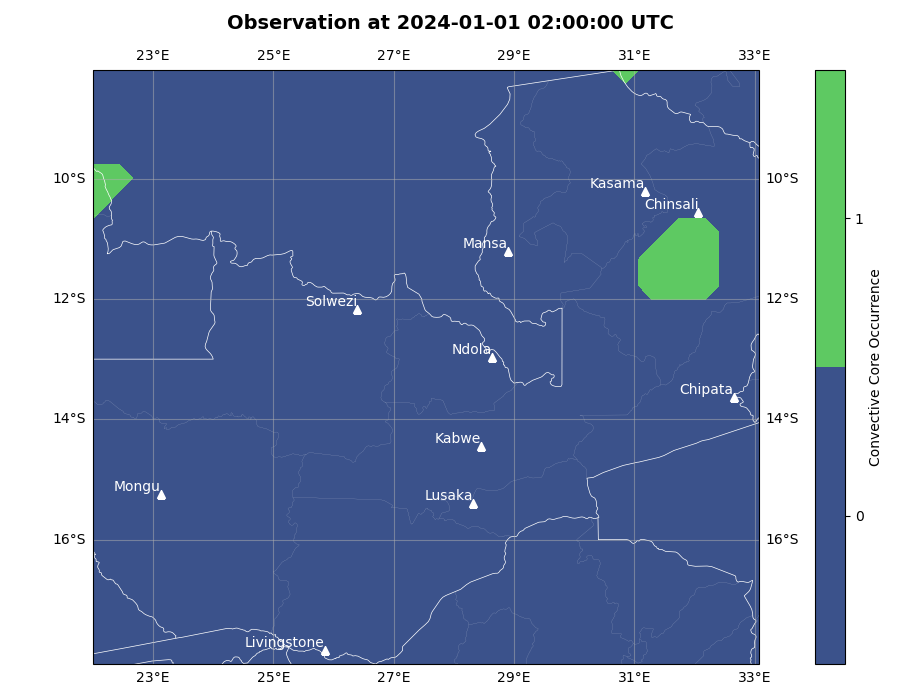 Observation at 2024-01-01 02:00:00 UTC
23°E 25°E 27°E 29°E 31°E 33°E
10°S 10°S
Kasama
Chinsali
1
Mansa
12°S 12°S
Solwezi
Ndola
Chipata
Convective Core Occurrence
14°S 14°S
Kabwe
Mongu
Lusaka
0
16°S 16°S
Livingstone
23°E 25°E 27°E 29°E 31°E 33°E